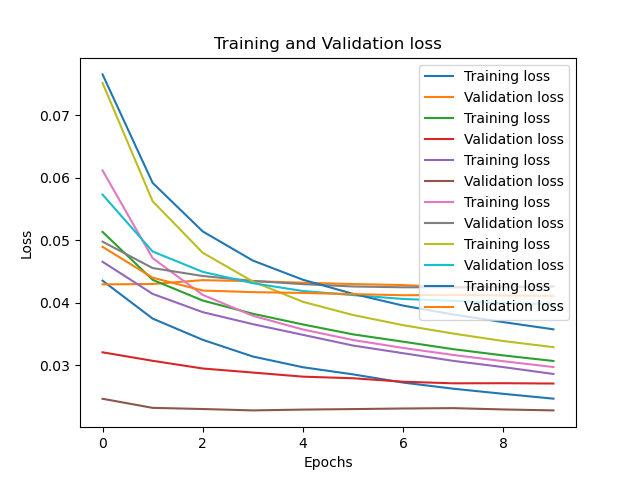 Training and Validation loss
Loss
0.07
0.06
0.05
0.04
0.03
Training loss
Validation loss
Training loss
Validation loss
Training loss
Validation loss
Training loss
Validation loss
Training loss
Validation loss
Training loss
Validation loss
0
2
4
6
8
Epochs